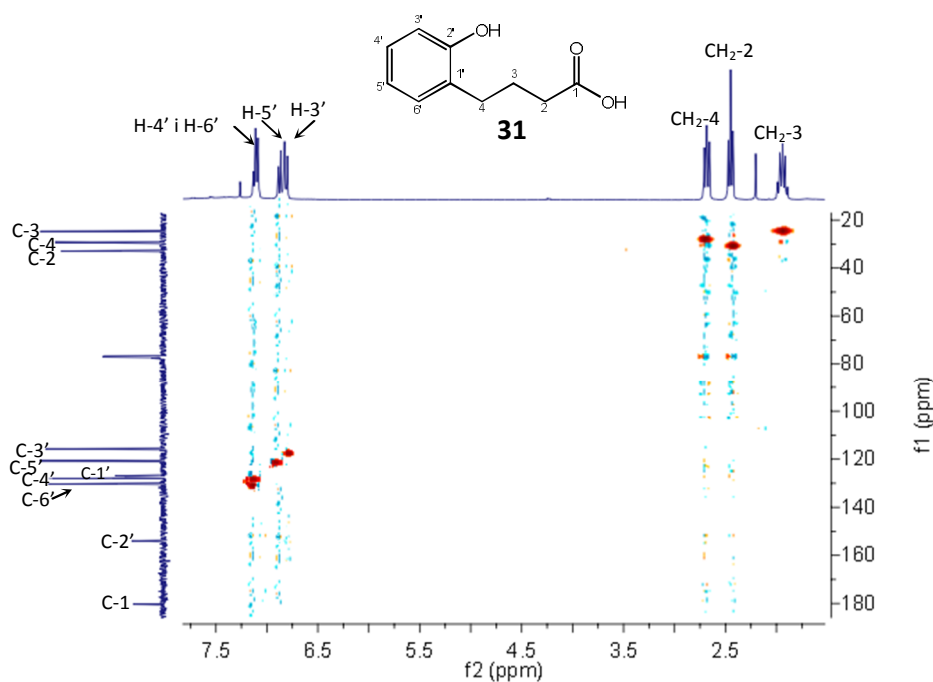 3'
4'
2'
OH
O
5'
1'
3
1
6'
4
2
OH
31
CH2-2
H-4' i H-6'
H-5'
H-3'
CH2-4
CH2-3
C-3
C-4
C-2
C-3'
C-5'
C-1'
C-4'
C-6'
C-2'
C-1
20
40
60
80
100
120
140
160
180
f1 (ppm)
7.5
6.5
5.5
4.5
3.5
2.5
f2 (ppm)